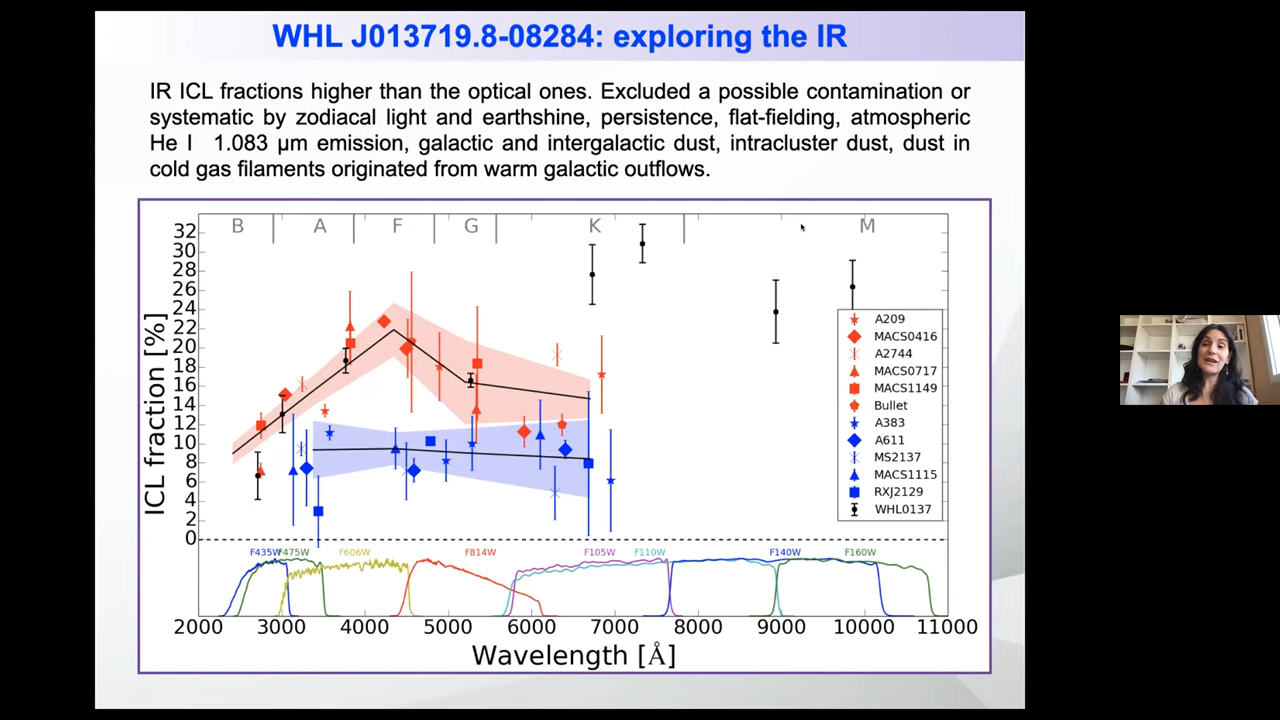 WHL J013719.8-08284: exploring the IR
IR ICL fractions higher than the optical ones. Excluded a possible contamination or
systematic by zodiacal light and earthshine, persistence, flat-fielding, atmospheric
He I 1.083 µm emission, galactic and intergalactic dust, intracluster dust, dust in
cold gas filaments originated from warm galactic outflows.
B A F G K M
32
30
28
26
24
22
20
18
16
14
12
10
8
6
4
2
0
ICL fraction [%]
A209
MACS0416
A2744
MACS0717
MACS1149
Bullet
A383
A611
MS2137
MACS1115
RXJ2129
WHL0137
F435W F475W F606W F814W F105W F110W F140W F160W
2000 3000 4000 5000 6000 7000 8000 9000 10000 11000
Wavelength [Å]